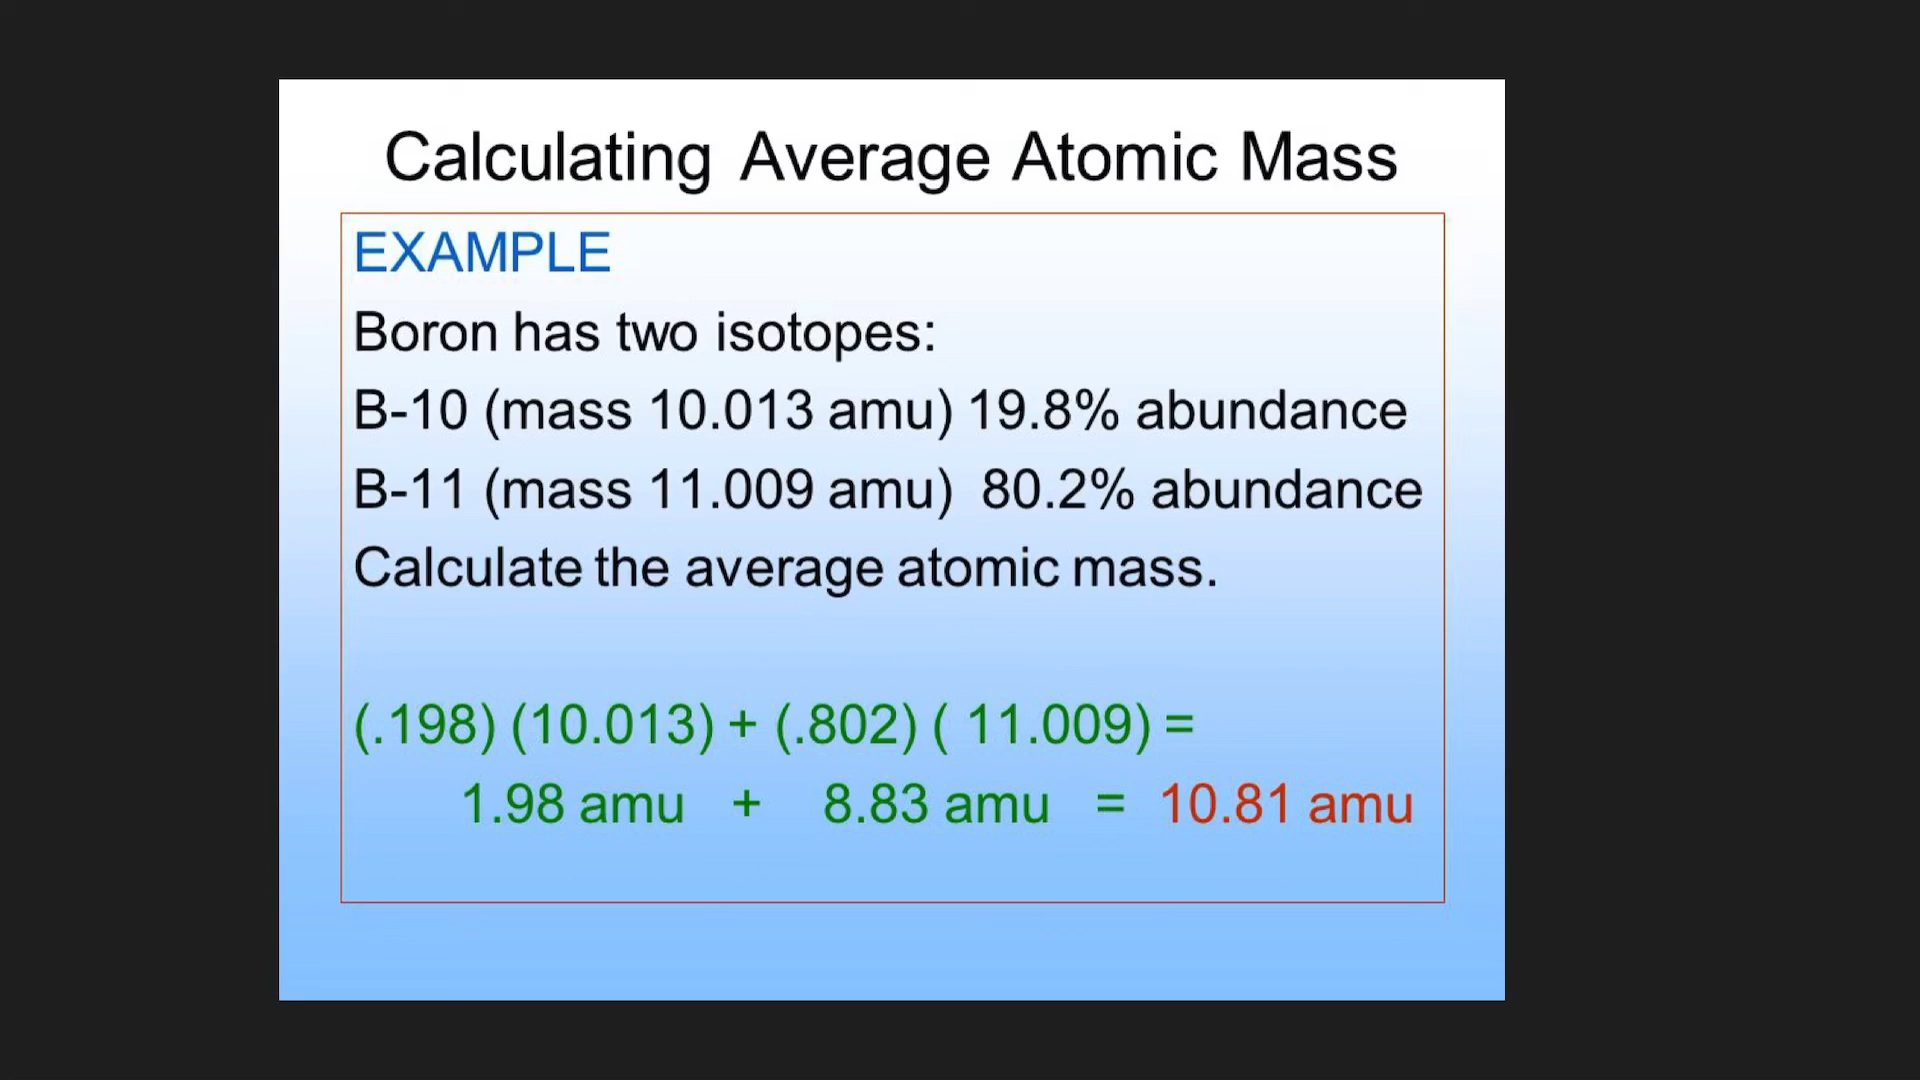 Calculating Average Atomic Mass
EXAMPLE
Boron has two isotopes:
B-10 (mass 10.013 amu) 19.8% abundance
B-11 (mass 11.009 amu) 80.2% abundance
Calculate the average atomic mass.
(.198) (10.013) + (.802) ( 11.009) =
1.98 amu + 8.83 amu = 10.81 amu